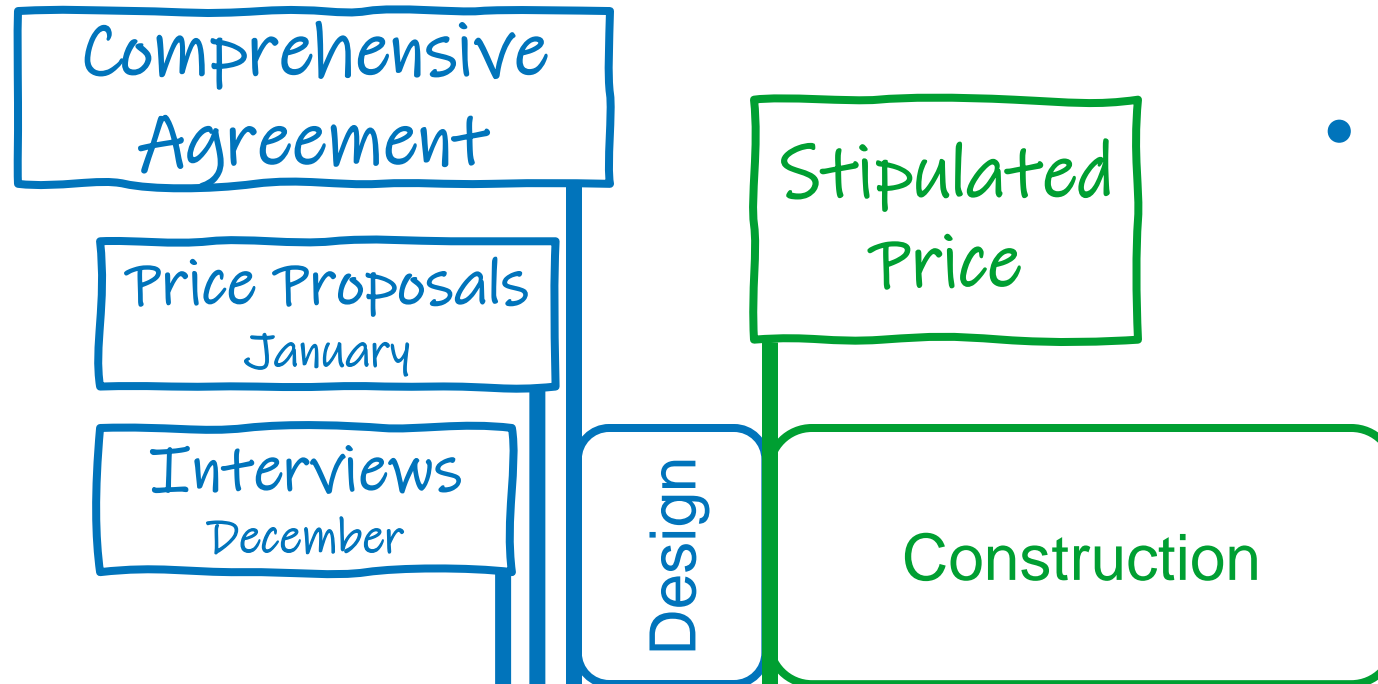 Comprehensive
Agreement
Stipulated
Price
Price Proposals
January
Interviews
December
Design
Construction